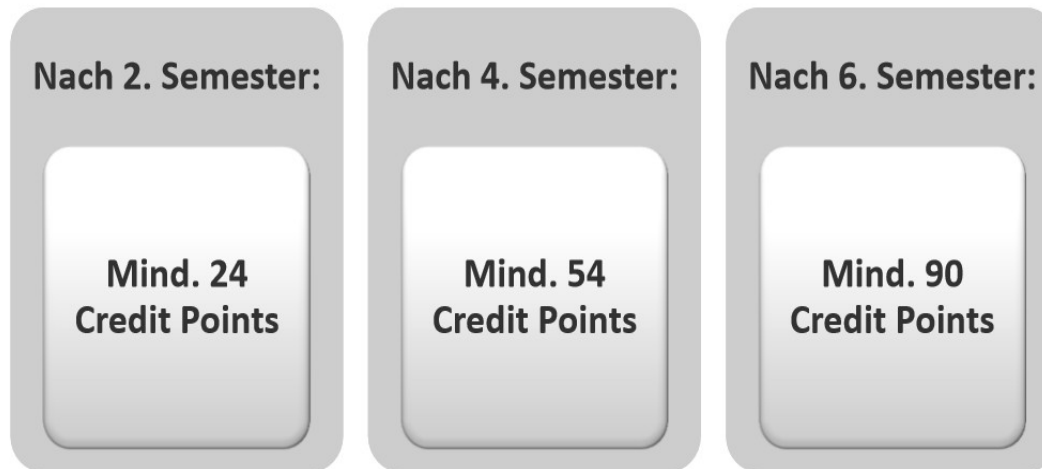 Nach 2. Semester:
Mind. 24
Credit Points
Nach 4. Semester:
Mind. 54
Credit Points
Nach 6. Semester:
Mind. 90
Credit Points